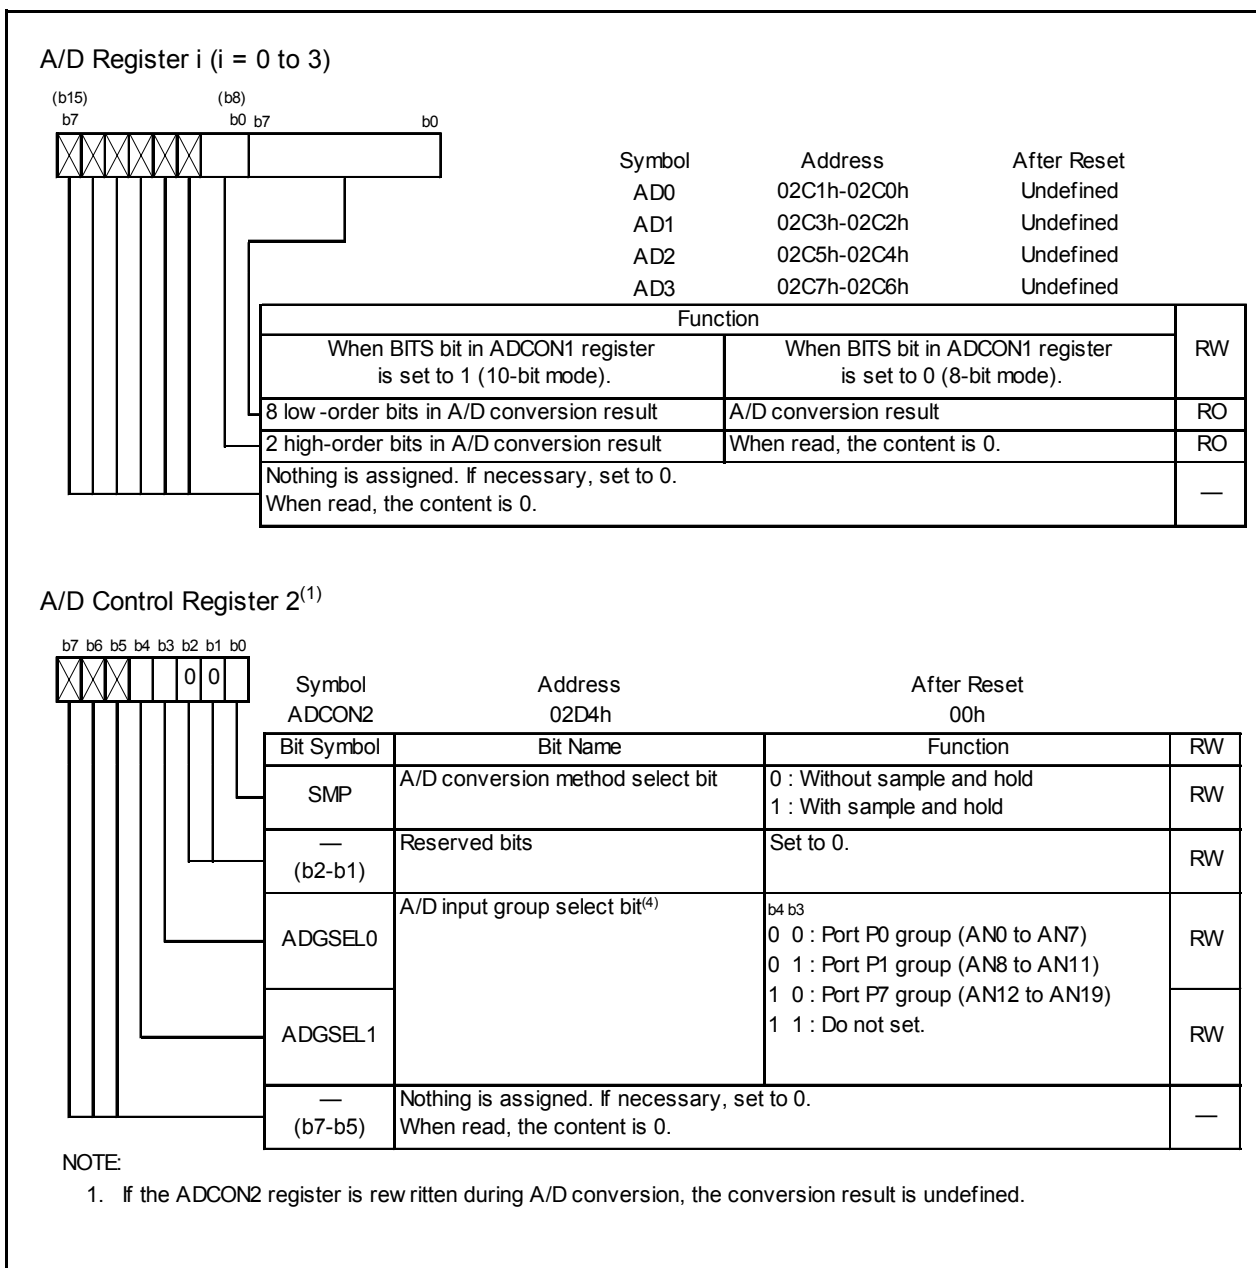 A/D Register i (i = 0 to 3)
(b15) (b8)
b7 b0 b7 b0
Symbol Address After Reset
AD0 02C1h-02C0h Undefined
AD1 02C3h-02C2h Undefined
AD2 02C5h-02C4h Undefined
AD3 02C7h-02C6h Undefined
Function
RW
When BITS bit in ADCON1 register
is set to 1 (10-bit mode).
When BITS bit in ADCON1 register
is set to 0 (8-bit mode).
8 low-order bits in A/D conversion result A/D conversion result RO
2 high-order bits in A/D conversion result When read, the content is 0. RO
Nothing is assigned. If necessary, set to 0.
When read, the content is 0.
—
A/D Control Register 2(1)
b7 b6 b5 b4 b3 b2 b1 b0
0 0
Symbol Address After Reset
ADCON2 02D4h 00h
Bit Symbol Bit Name Function RW
SMP
A/D conversion method select bit
0 : Without sample and hold
1 : With sample and hold
RW
—
(b2-b1)
Reserved bits
Set to 0.
RW
ADGSEL0
A/D input group select bit(4)
b4 b3
0 0 : Port P0 group (AN0 to AN7)
0 1 : Port P1 group (AN8 to AN11)
1 0 : Port P7 group (AN12 to AN19)
1 1 : Do not set.
RW
ADGSEL1
RW
—
(b7-b5)
Nothing is assigned. If necessary, set to 0.
When read, the content is 0.
—
NOTE:
1. If the ADCON2 register is rewritten during A/D conversion, the conversion result is undefined.